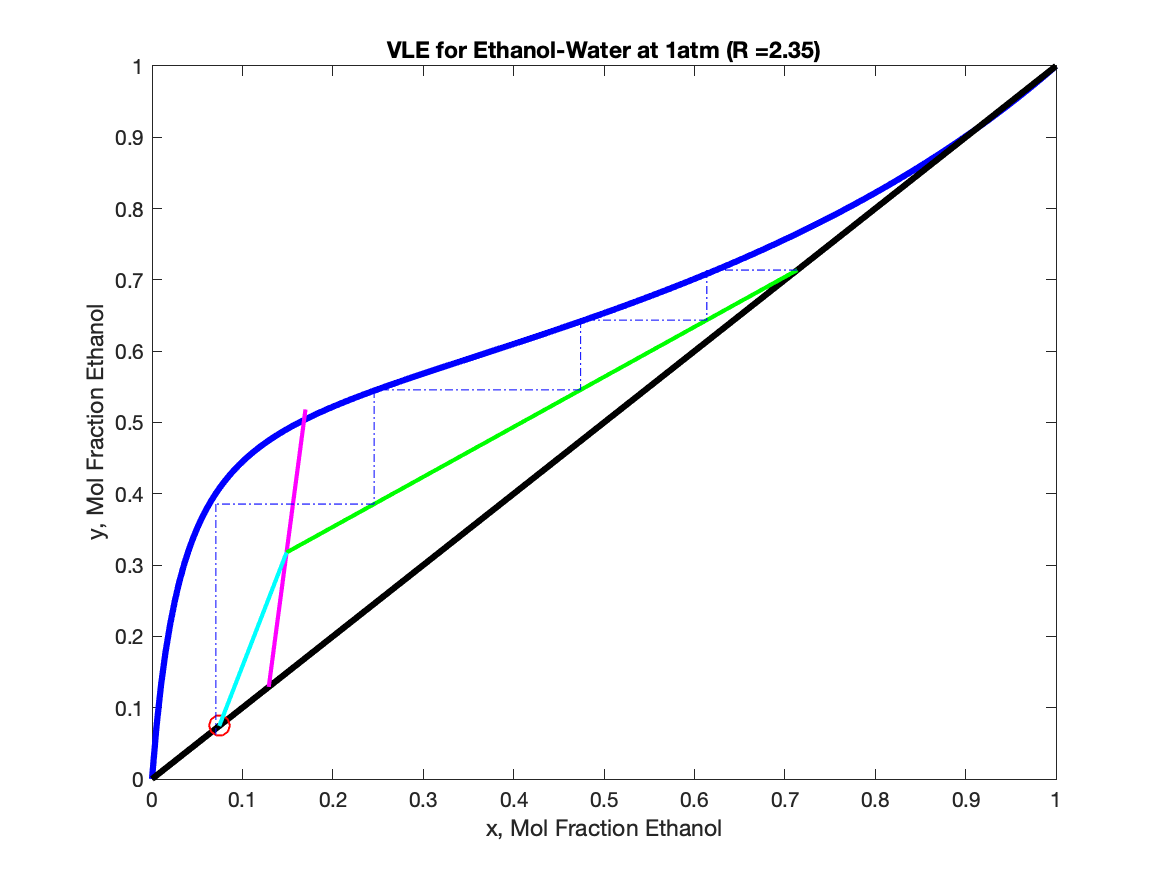 VLE for Ethanol-Water at 1atm (R =2.35)
1
0.9
0.8
0.7
0.6
0.5
0.4
0.3
0.2
0.1
0
y, Mol Fraction Ethanol
0 0.1 0.2 0.3 0.4 0.5 0.6 0.7 0.8 0.9 1
x, Mol Fraction Ethanol